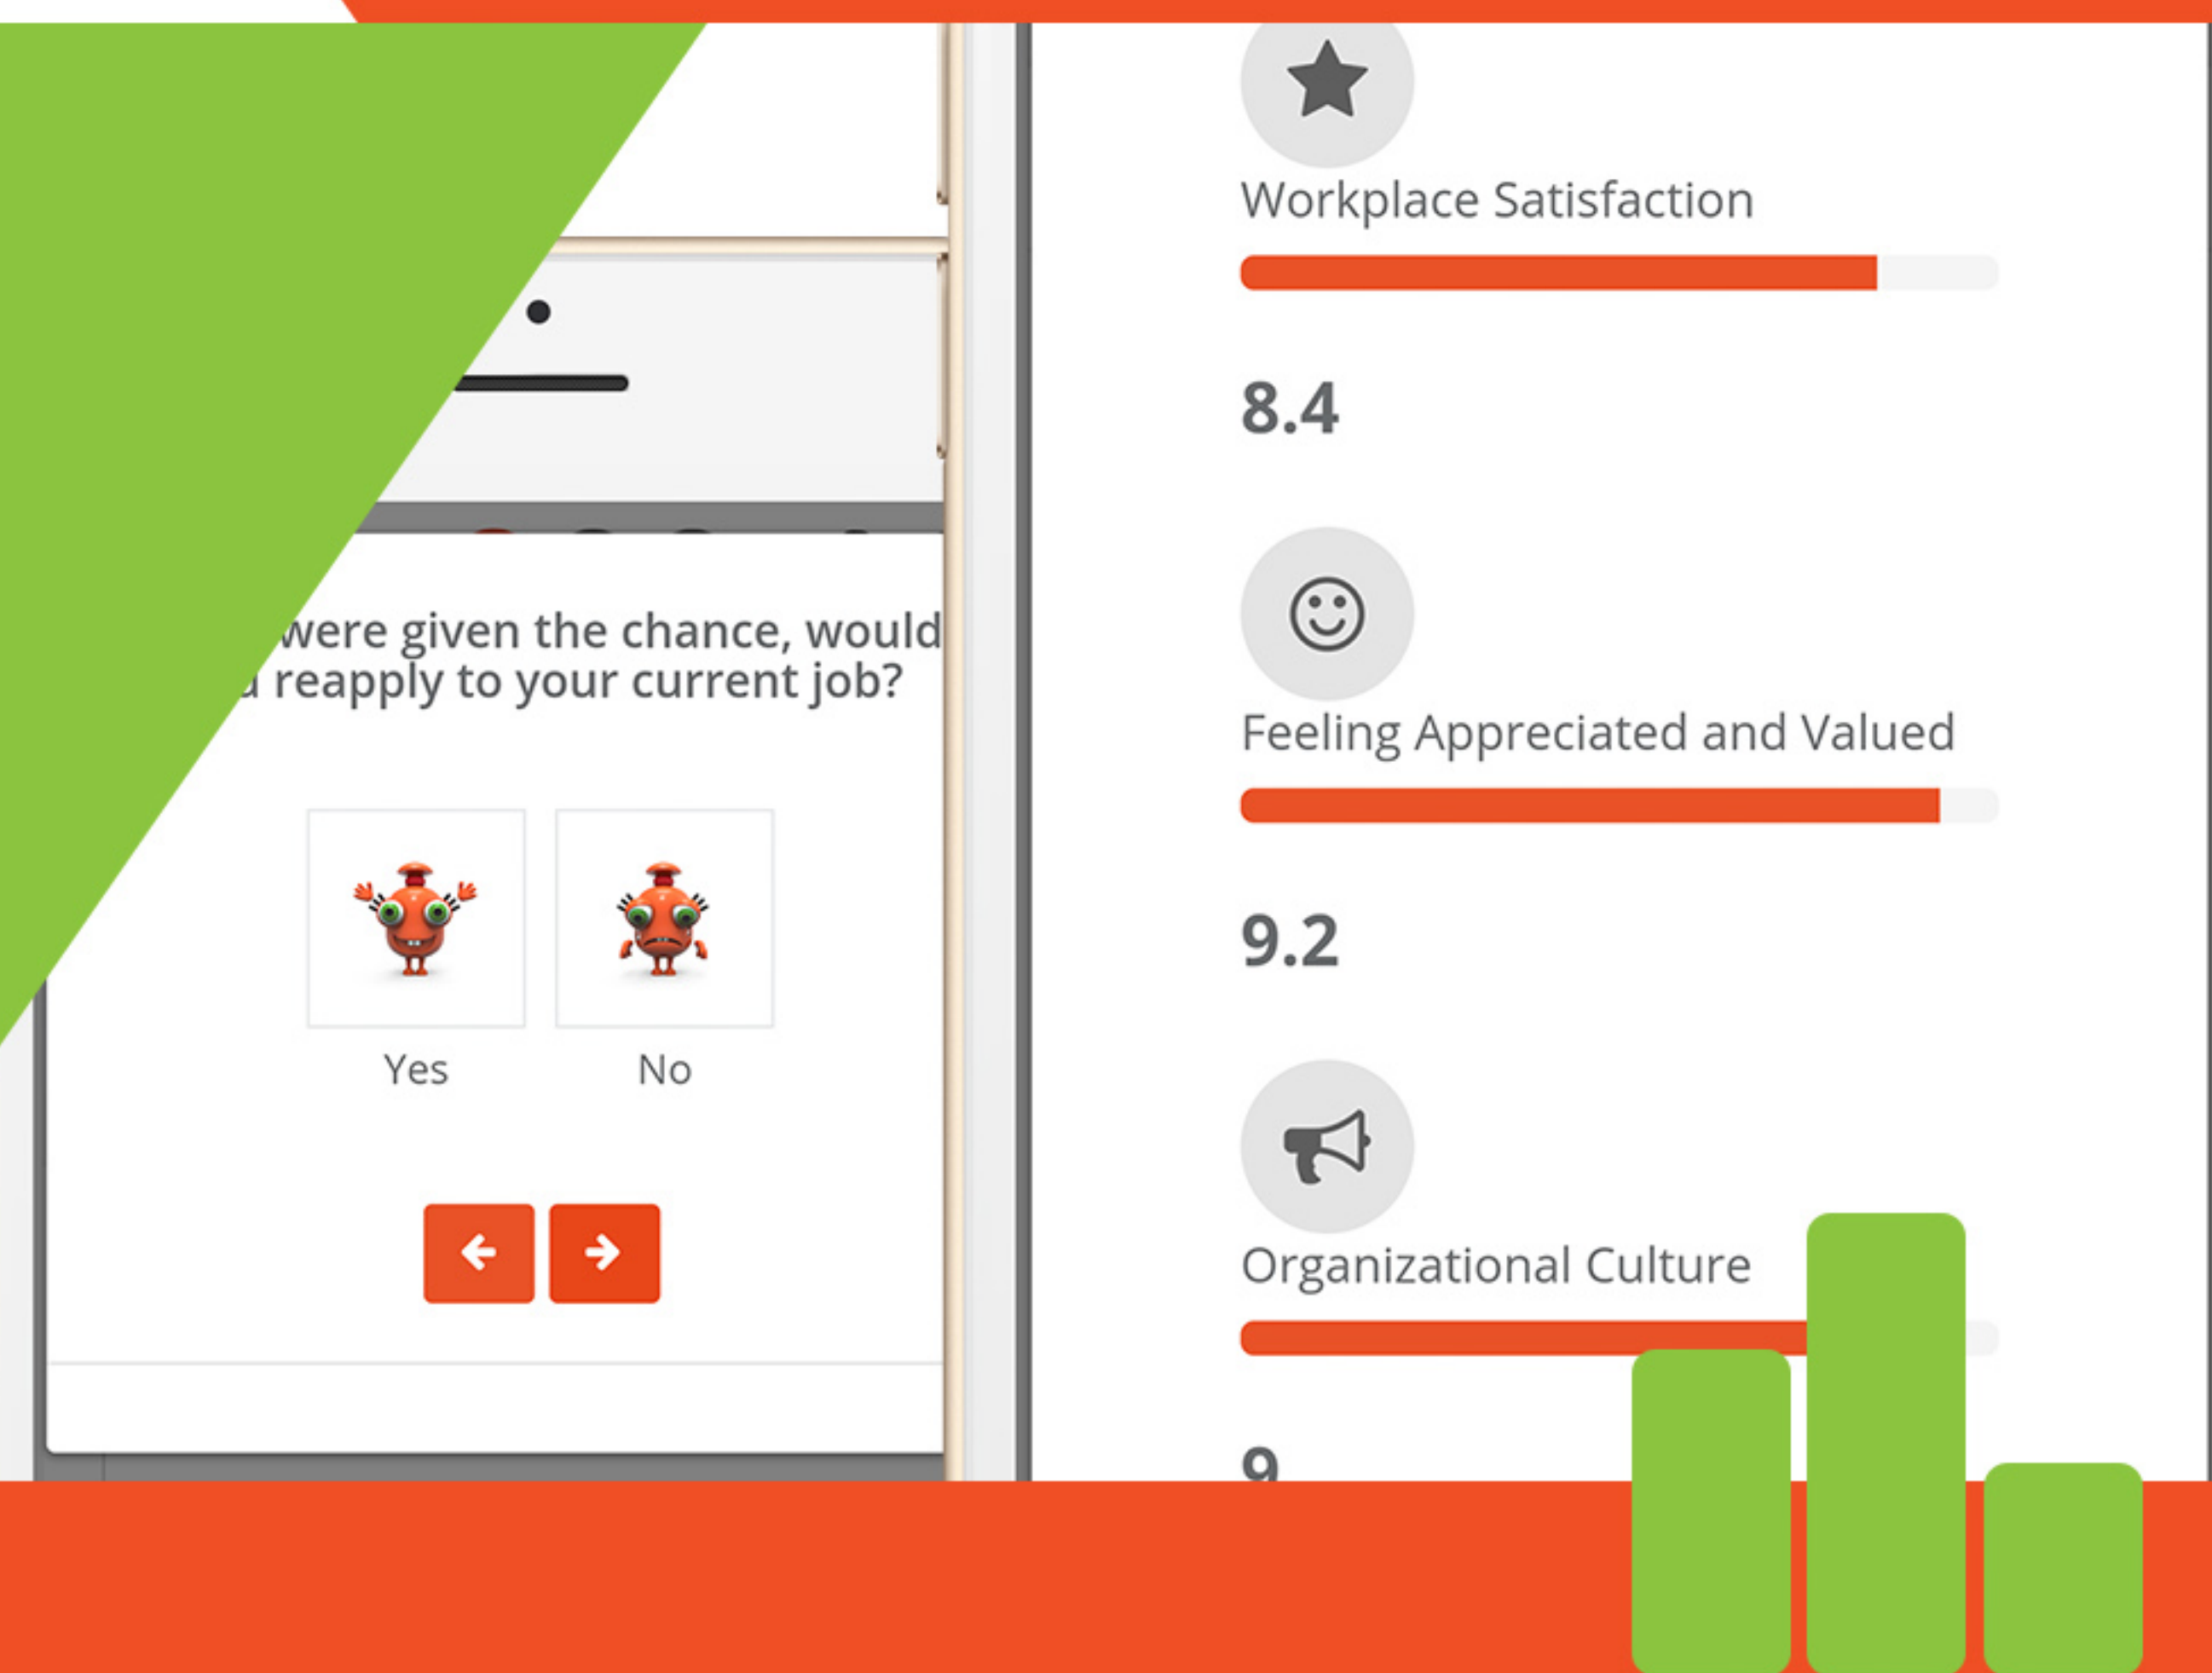 were given the chance, would
reapply to your current job?
Yes
No
Workplace Satisfaction
8.4
Feeling Appreciated and Valued
9.2
Organizational Culture
9